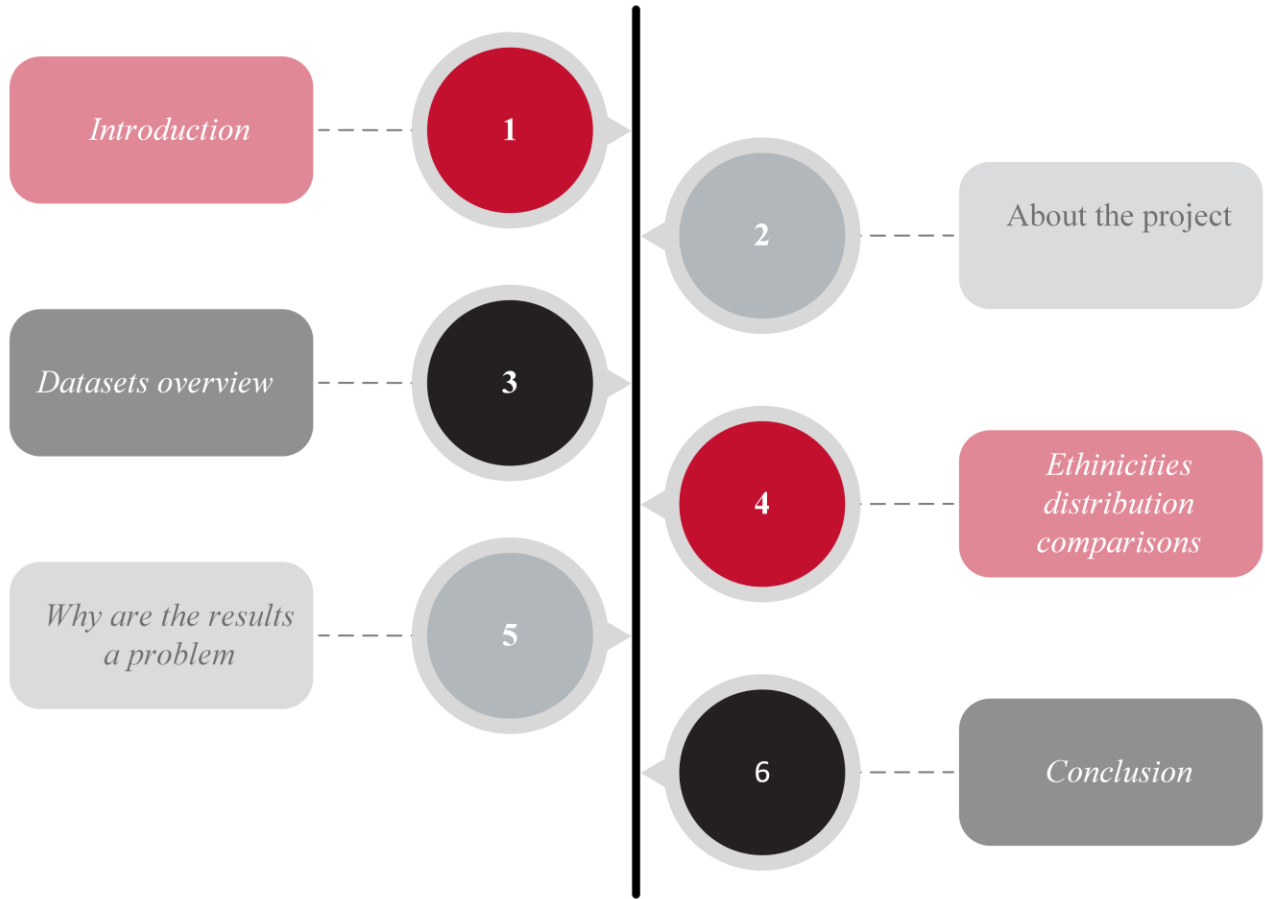 Introduction
1
2
About the project
Datasets overview
3
4
Ethinicities
distribution
comparisons
Why are the results
a problem
5
6
Conclusion